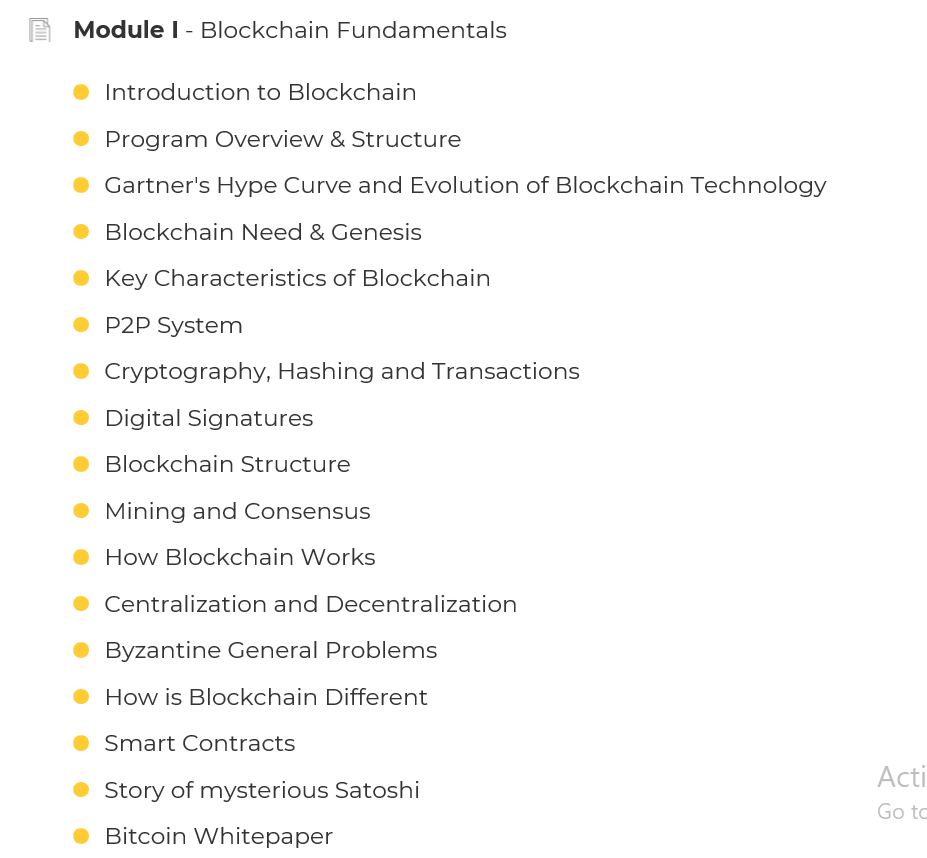 Module I - Blockchain Fundamentals
Introduction to Blockchain
Program Overview & Structure
Gartner's Hype Curve and Evolution of Blockchain Technology
Blockchain Need & Genesis
Key Characteristics of Blockchain
P2P System
Cryptography, Hashing and Transactions
Digital Signatures
Blockchain Structure
Mining and Consensus
How Blockchain Works
Centralization and Decentralization
Byzantine General Problems
How is Blockchain Different
Smart Contracts
Story of mysterious Satoshi
Acti
Go to
Bitcoin Whitepaper